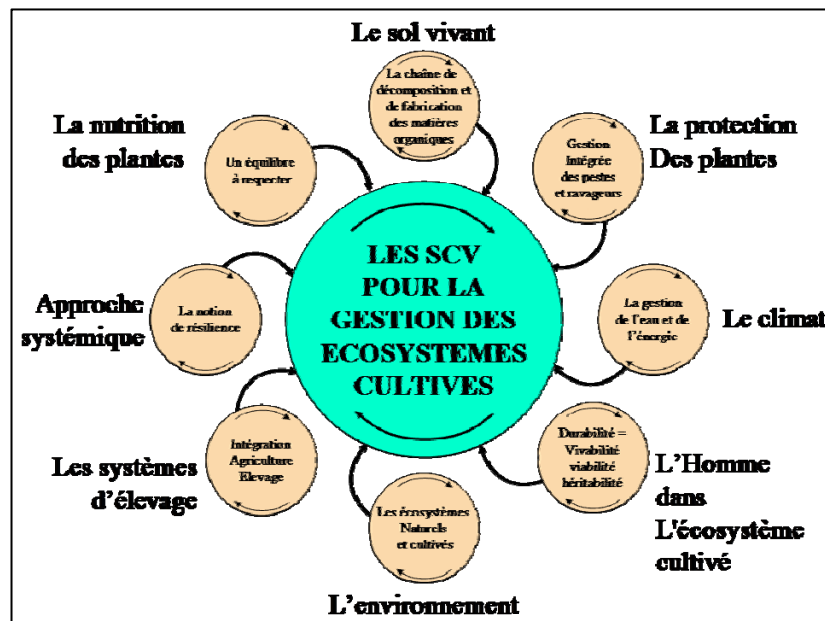 Le sol vivant
La chaîne de
décomposition et
de fabrication
des matières
organiques
La protection
Des plantes
Gestion
Intégrée
des pestes
et ravageurs
Le climat
La gestion
de l'eau et de
l'énergie
L'Homme
dans
L'écosystème
cultivé
Durabilité =
Vivabilité
viabilité
héritabilité
L'environnement
Les écosystèmes
Naturels
et cultivés
Les systèmes
d'élevage
Intégration
Agriculture
Elevage
Approche
systémique
La notion
de résilience
La nutrition
des plantes
Un équilibre
à respecter
LES SCV
POUR LA
GESTION DES
ECOSYSTEMES
CULTIVES